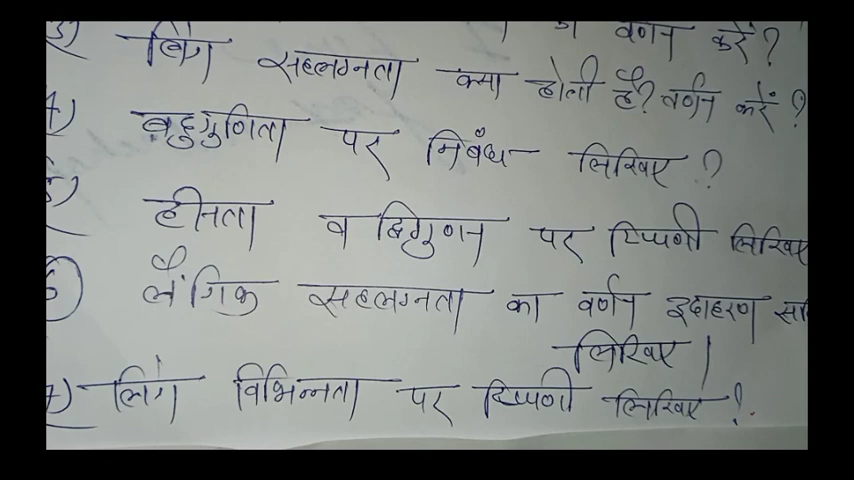 का वर्णन करें?
3) लिंग सहलग्नता क्या होती है? वर्णन करें?
4) बहुगुणिता पर निबंध लिखिए?
5) हीनता व द्विगुणन पर टिप्पणी लिखिए
6) लैंगिक सहलग्नता का वर्णन उदाहरण
लिखिए।
7) लिंग विभिन्नता पर टिप्पणी लिखिए?